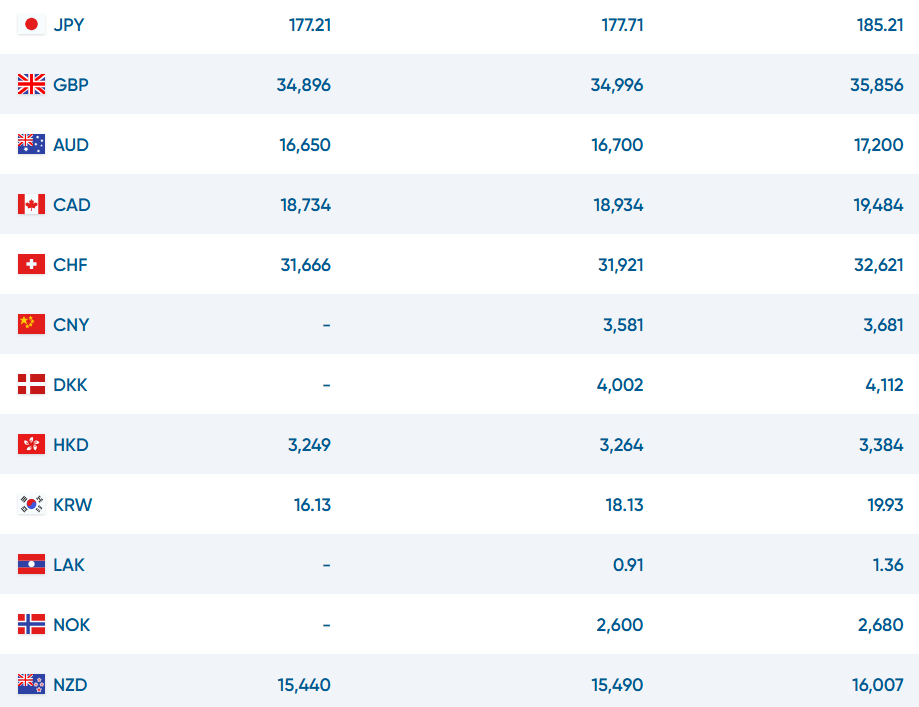 JPY 177.21 177.71 185.21
GBP 34,896 34,996 35,856
AUD 16,650 16,700 17,200
CAD 18,734 18,934 19,484
CHF 31,666 31,921 32,621
CNY - 3,581 3,681
DKK - 4,002 4,112
HKD 3,249 3,264 3,384
KRW 16.13 18.13 19.93
LAK - 0.91 1.36
NOK - 2,600 2,680
NZD 15,440 15,490 16,007